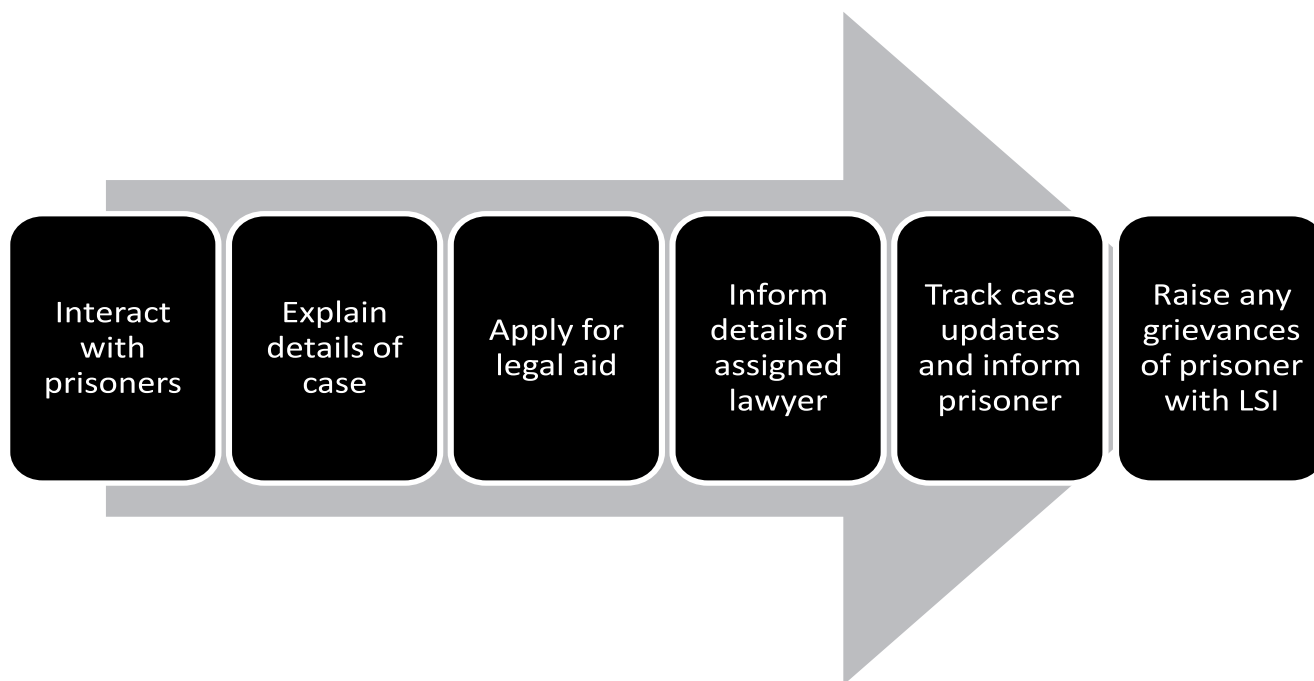 Interact
with
prisoners
Explain
details of
case
Apply for
legal aid
Inform
details of
assigned
lawyer
Track case
updates
and inform
prisoner
Raise any
grievances
of prisoner
with LSI